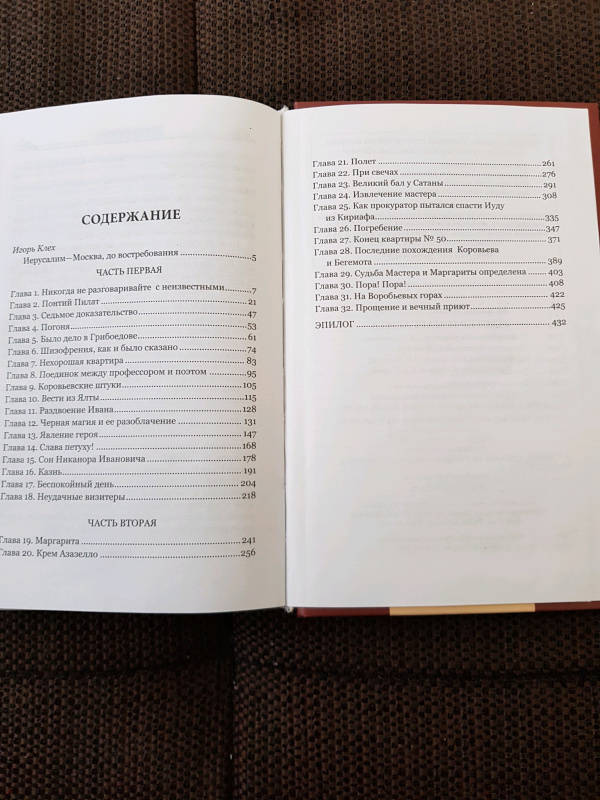 СОДЕРЖАНИЕ
Игорь Клех
Иерусалим—Москва, до востребования ........ 5
ЧАСТЬ ПЕРВАЯ
Глава 1. Никогда не разговаривайте с неизвестными ........ 7
Глава 2. Понтий Пилат ........ 21
Глава 3. Седьмое доказательство ........ 47
Глава 4. Погоня ........ 53
Глава 5. Было дело в Грибоедове ........ 61
Глава 6. Шизофрения, как и было сказано ........ 74
Глава 7. Нехорошая квартира ........ 83
Глава 8. Поединок между профессором и поэтом ........ 95
Глава 9. Коровьевские штуки ........ 105
Глава 10. Вести из Ялты ........ 115
Глава 11. Раздвоение Ивана ........ 128
Глава 12. Черная магия и ее разоблачение ........ 131
Глава 13. Явление героя ........ 147
Глава 14. Слава петуху! ........ 168
Глава 15. Сон Никанора Ивановича ........ 178
Глава 16. Казнь ........ 191
Глава 17. Беспокойный день ........ 204
Глава 18. Неудачные визитеры ........ 218
ЧАСТЬ ВТОРАЯ
Глава 19. Маргарита ........ 241
Глава 20. Крем Азазелло ........ 256
Глава 21. Полет ........ 261
Глава 22. При свечах ........ 276
Глава 23. Великий бал у Сатаны ........ 291
Глава 24. Извлечение мастера ........ 308
Глава 25. Как прокуратор пытался спасти Иуду
из Кириафа ........ 335
Глава 26. Погребение ........ 347
Глава 27. Конец квартиры № 50 ........ 371
Глава 28. Последние похождения Коровьева
и Бегемота ........ 389
Глава 29. Судьба Мастера и Маргариты определена ........ 403
Глава 30. Пора! Пора! ........ 408
Глава 31. На Воробьевых горах ........ 422
Глава 32. Прощение и вечный приют ........ 425
ЭПИЛОГ ........ 432